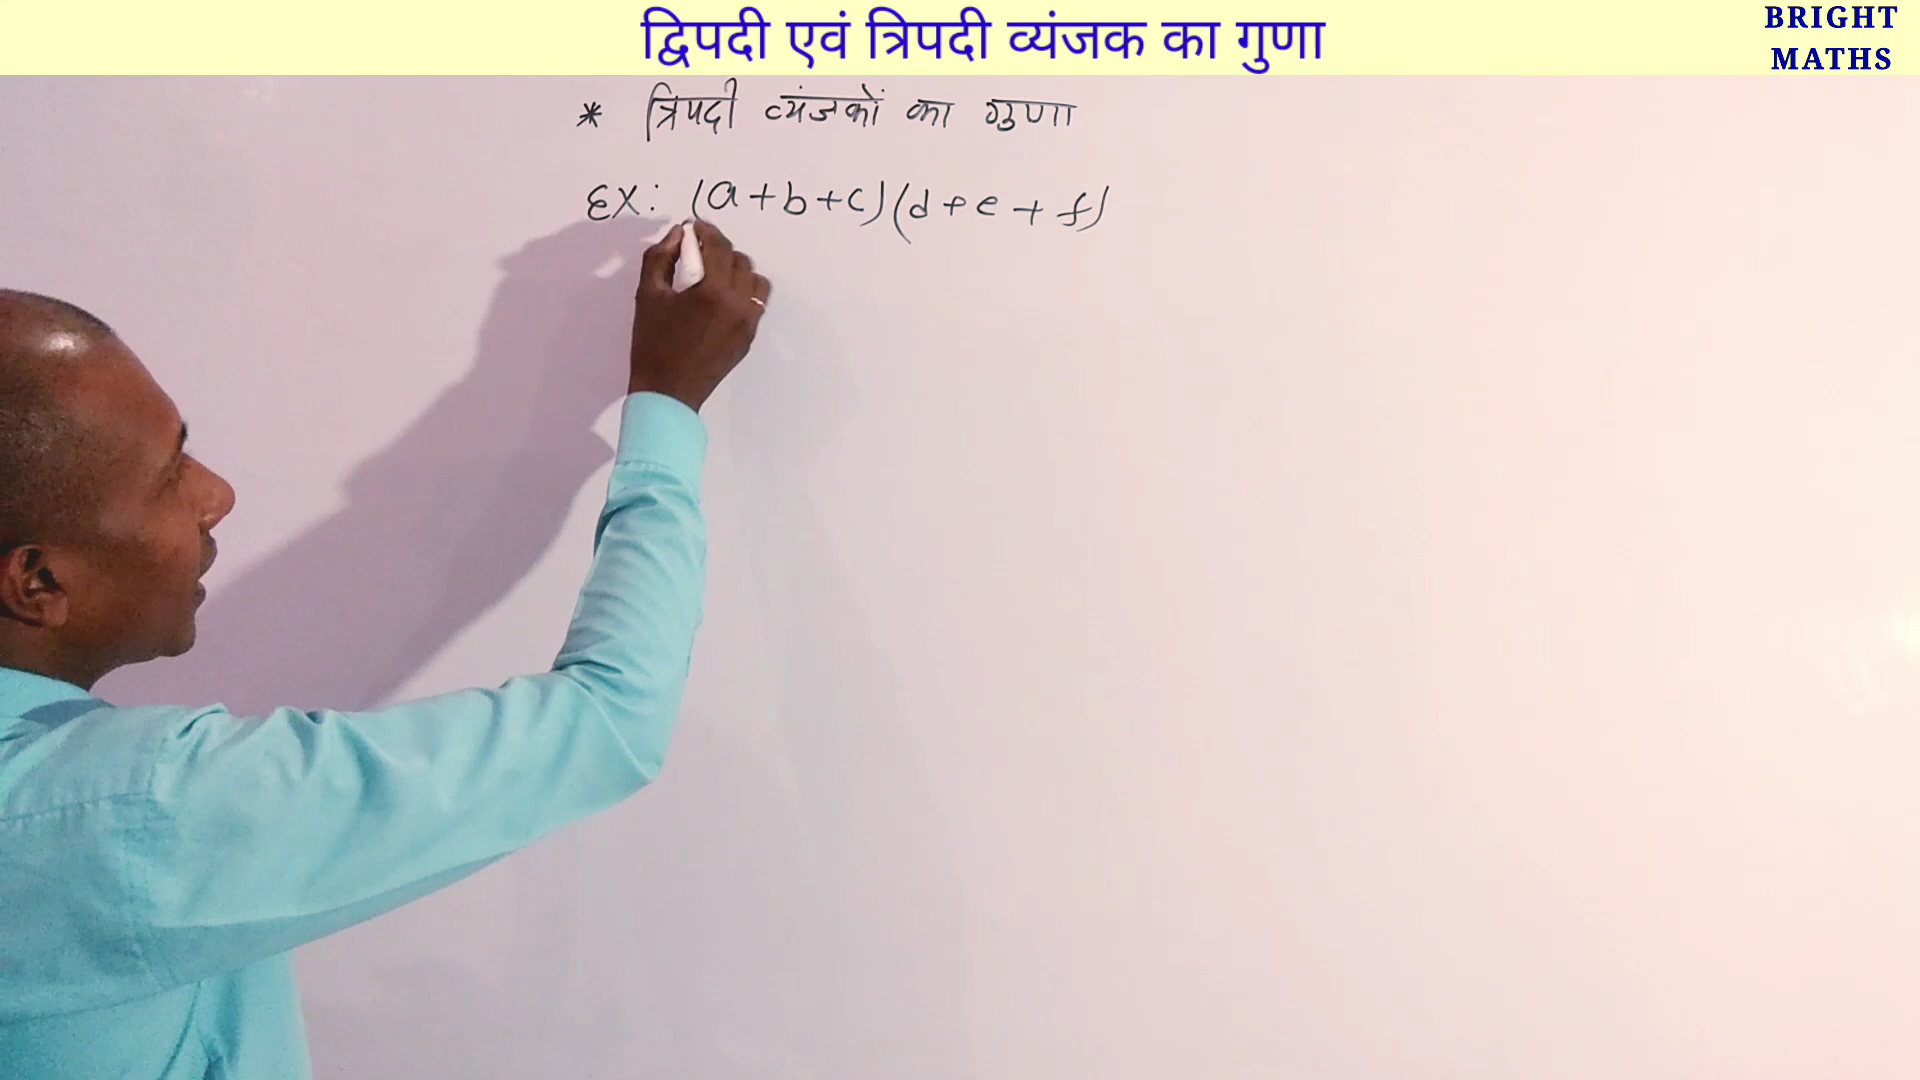 द्विपदी एवं त्रिपदी व्यंजक का गुणा
BRIGHT
MATHS
* त्रिपदी व्यंजकों का गुणा
Ex: (a+b+c)(d+e+f)